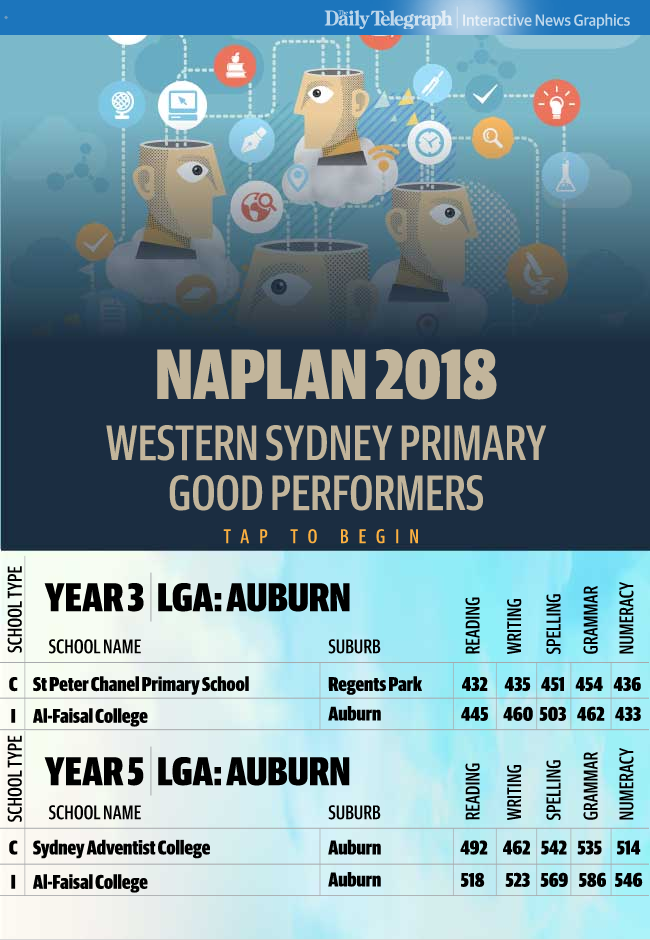 The Daily Telegraph | Interactive News Graphics
NAPLAN 2018
WESTERN SYDNEY PRIMARY
GOOD PERFORMERS
TAP TO BEGIN
SCHOOL TYPE
YEAR 3 | LGA: AUBURN
SCHOOL NAME SUBURB READING WRITING SPELLING GRAMMAR NUMERACY
C St Peter Chanel Primary School Regents Park 432 435 451 454 436
I Al-Faisal College Auburn 445 460 503 462 433
SCHOOL TYPE
YEAR 5 | LGA: AUBURN
SCHOOL NAME SUBURB READING WRITING SPELLING GRAMMAR NUMERACY
C Sydney Adventist College Auburn 492 462 542 535 514
I Al-Faisal College Auburn 518 523 569 586 546